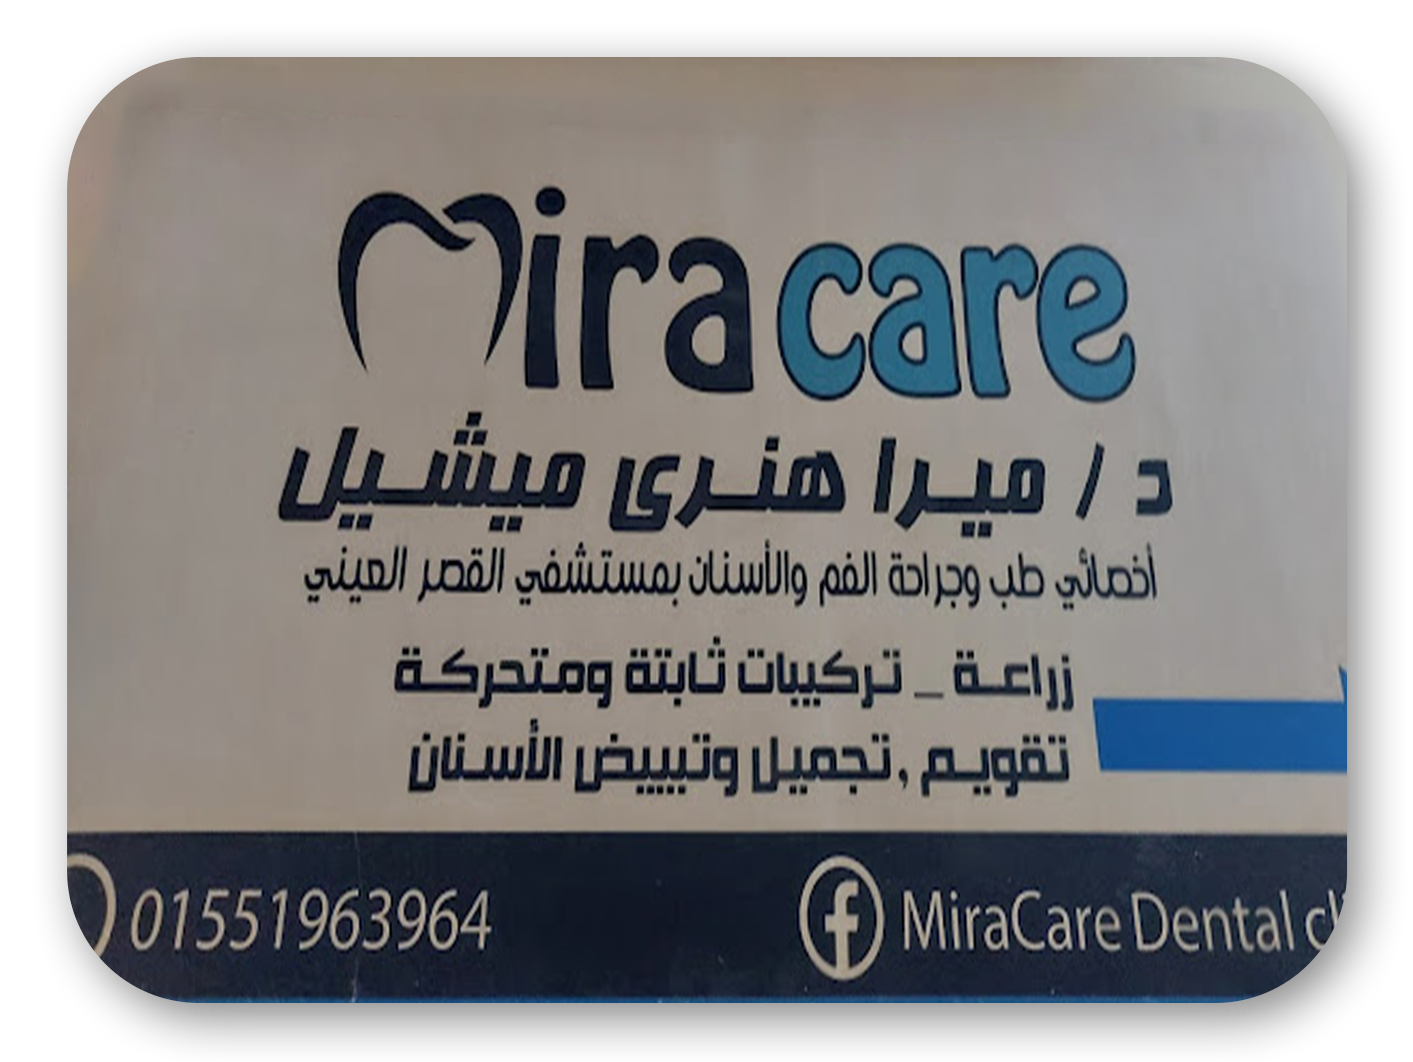 Mira care
د / ميرا هنرى ميشيل
أخصائي طب وجراحة الفم والأسنان بمستشفي القصر العيني
زراعة _ تركيبات ثابتة ومتحركة
تقويم , تجميل وتبييض الأسنان
01551963964
MiraCare Dental